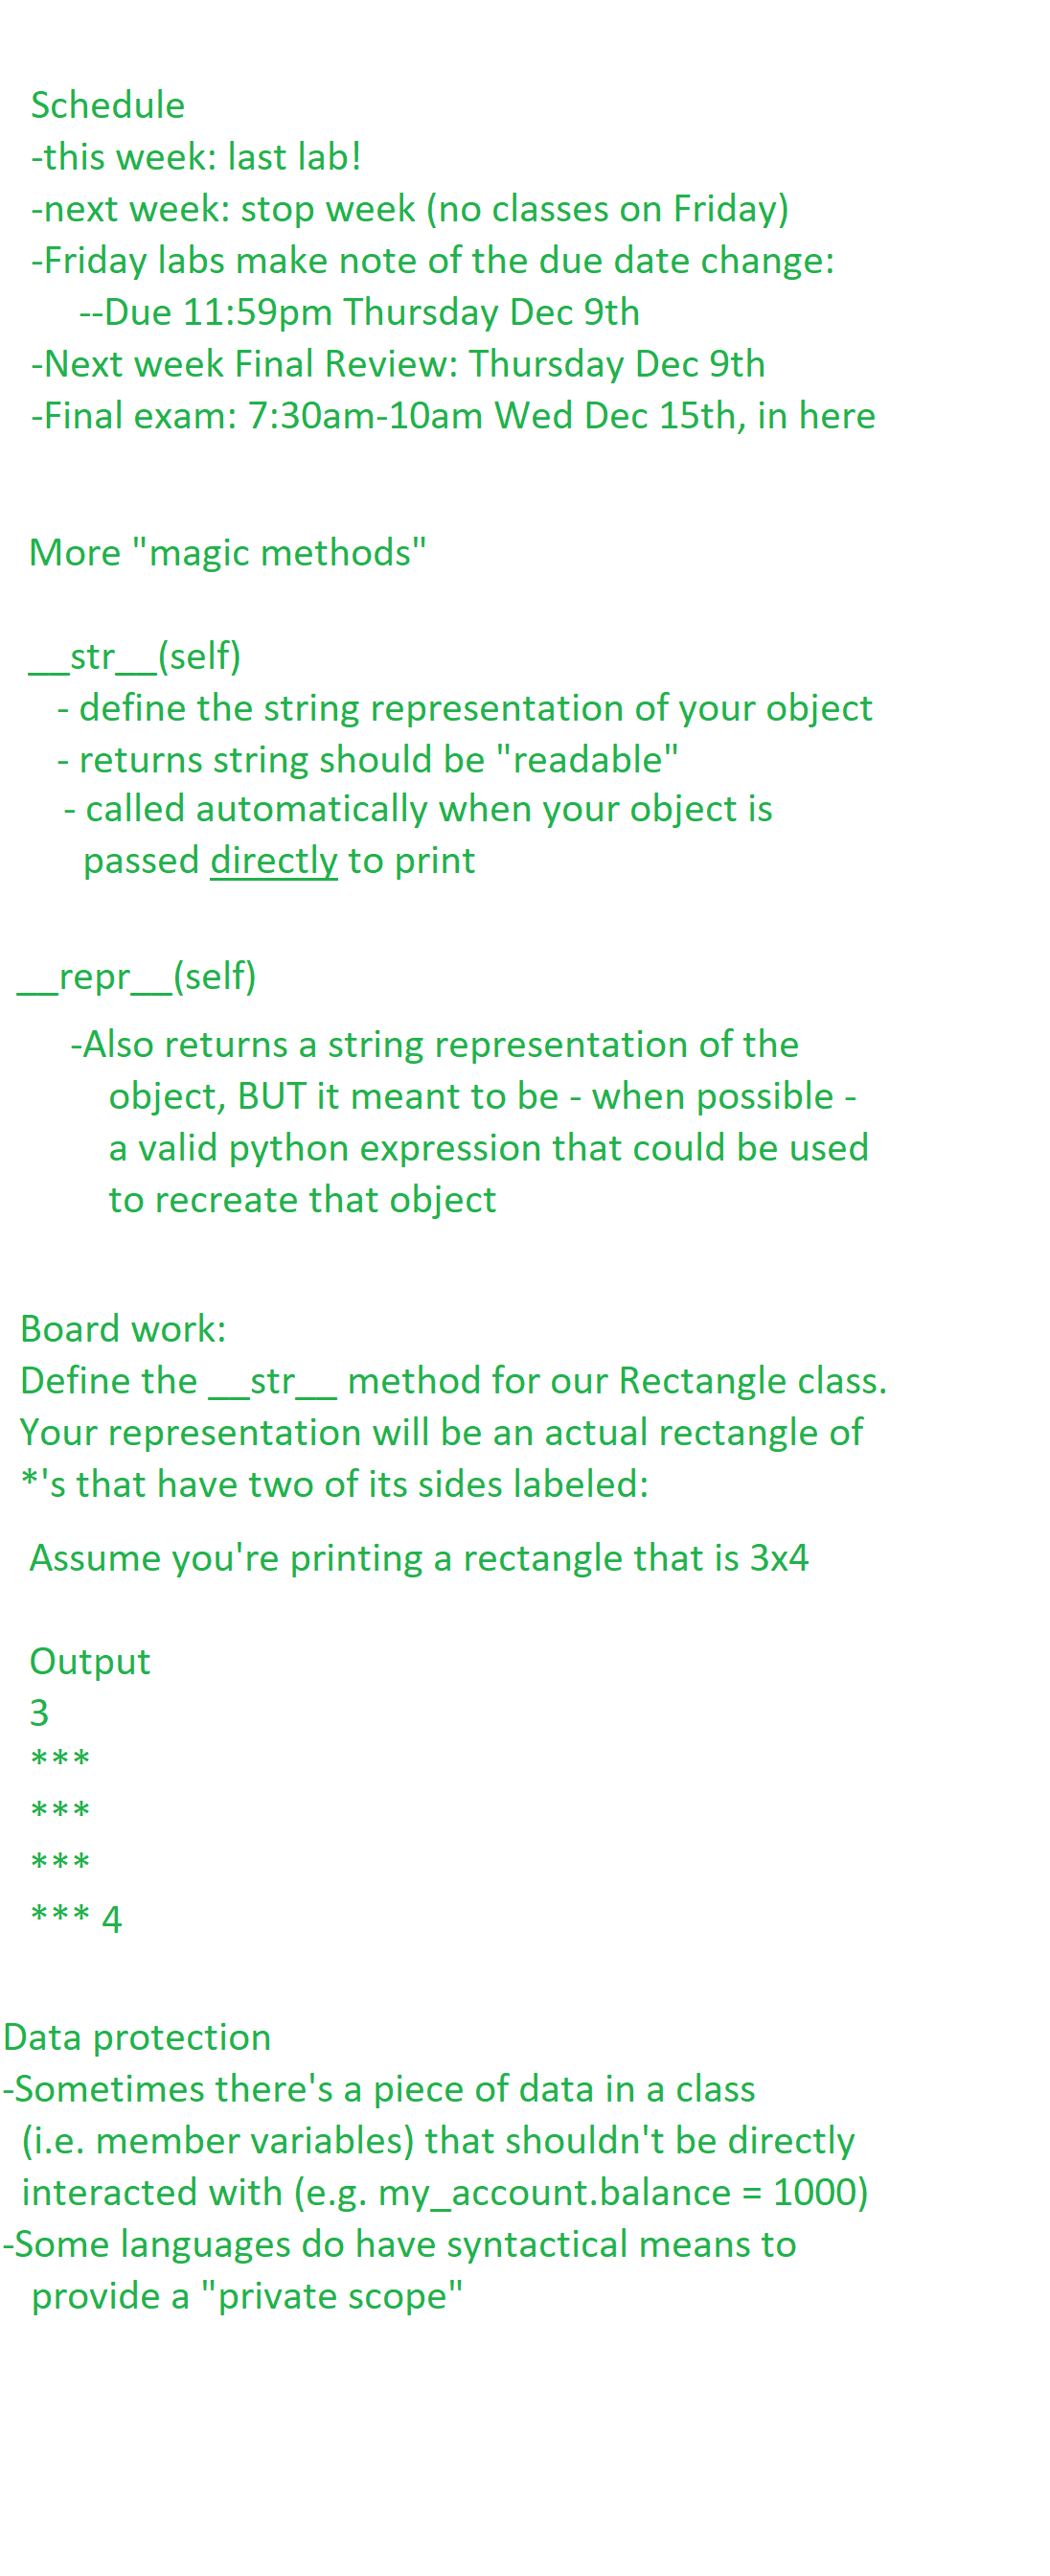 Schedule
-this week: last lab!
-next week: stop week (no classes on Friday)
-Friday labs make note of the due date change:
--Due 11:59pm Thursday Dec 9th
-Next week Final Review: Thursday Dec 9th
-Final exam: 7:30am-10am Wed Dec 15th, in here
More "magic methods"
__str__(self)
- define the string representation of your object
- returns string should be "readable"
- called automatically when your object is
passed directly to print
__repr__(self)
-Also returns a string representation of the
object, BUT it meant to be - when possible -
a valid python expression that could be used
to recreate that object
Board work:
Define the __str__ method for our Rectangle class.
Your representation will be an actual rectangle of
*'s that have two of its sides labeled:
Assume you're printing a rectangle that is 3x4
Output
3
***
***
***
*** 4
Data protection
-Sometimes there's a piece of data in a class
(i.e. member variables) that shouldn't be directly
interacted with (e.g. my_account.balance = 1000)
-Some languages do have syntactical means to
provide a "private scope"